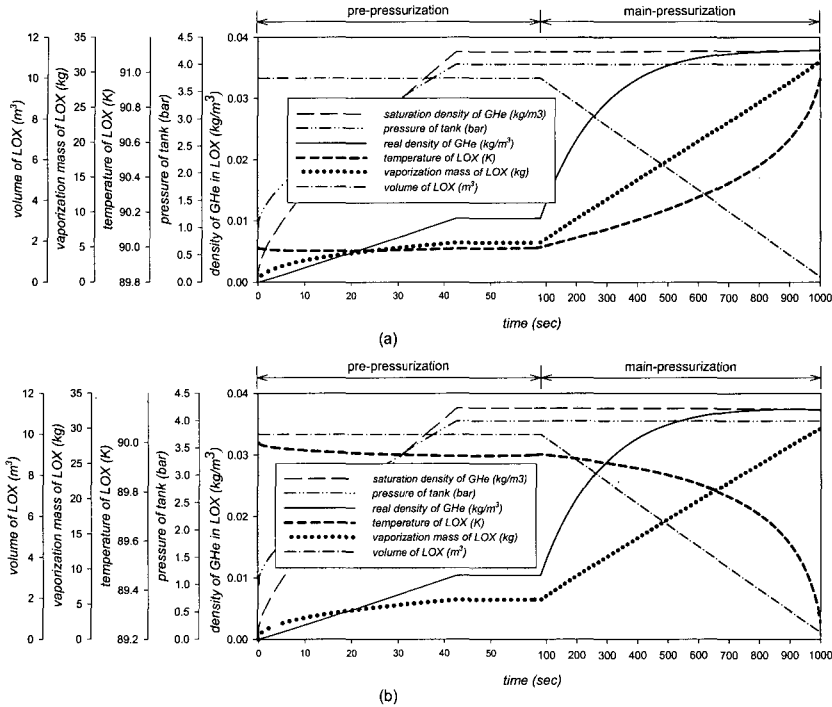 pre-pressurization main-pressurization
12 35 4.5 0.04
10 30 91.0 4.0
8 25 90.8 3.5 0.03
6 20 90.6 3.0
4 15 90.4 2.5 0.02
2 10 90.2 2.0
0 5 90.0 1.5 0.01
0 89.8 1.0
0.5
0.0 0.00
volume of LOX (m³)
vaporization mass of LOX (kg)
temperature of LOX (K)
pressure of tank (bar)
density of GHe in LOX (kg/m³)
saturation density of GHe (kg/m3)
pressure of tank (bar)
real density of GHe (kg/m³)
temperature of LOX (K)
vaporization mass of LOX (kg)
volume of LOX (m³)
0 10 20 30 40 50 100 200 300 400 500 600 700 800 900 1000
time (sec)
(a)
pre-pressurization main-pressurization
12 35 4.5 0.04
10 30 90.0 4.0
8 25 89.8 3.5 0.03
6 20 89.6 3.0
4 15 89.4 2.5 0.02
2 10 89.2 2.0
0 5 1.5 0.01
0 1.0
0.5
0.0 0.00
volume of LOX (m³)
vaporization mass of LOX (kg)
temperature of LOX (K)
pressure of tank (bar)
density of GHe in LOX (kg/m³)
saturation density of GHe (kg/m3)
pressure of tank (bar)
real density of GHe (kg/m³)
temperature of LOX (K)
vaporization mass of LOX (kg)
volume of LOX (m³)
0 10 20 30 40 50 100 200 300 400 500 600 700 800 900 1000
time (sec)
(b)